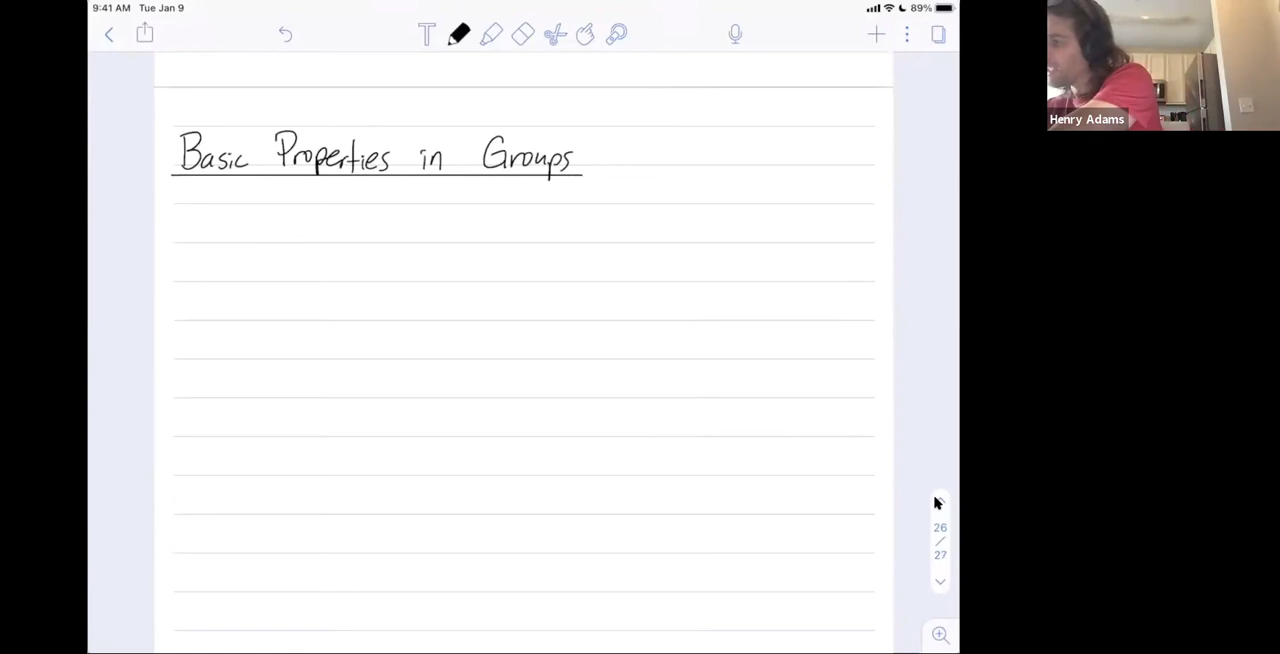 9:41 AM Tue Jan 9 89%
T
Basic Properties in Groups
Henry Adams
26
/
27